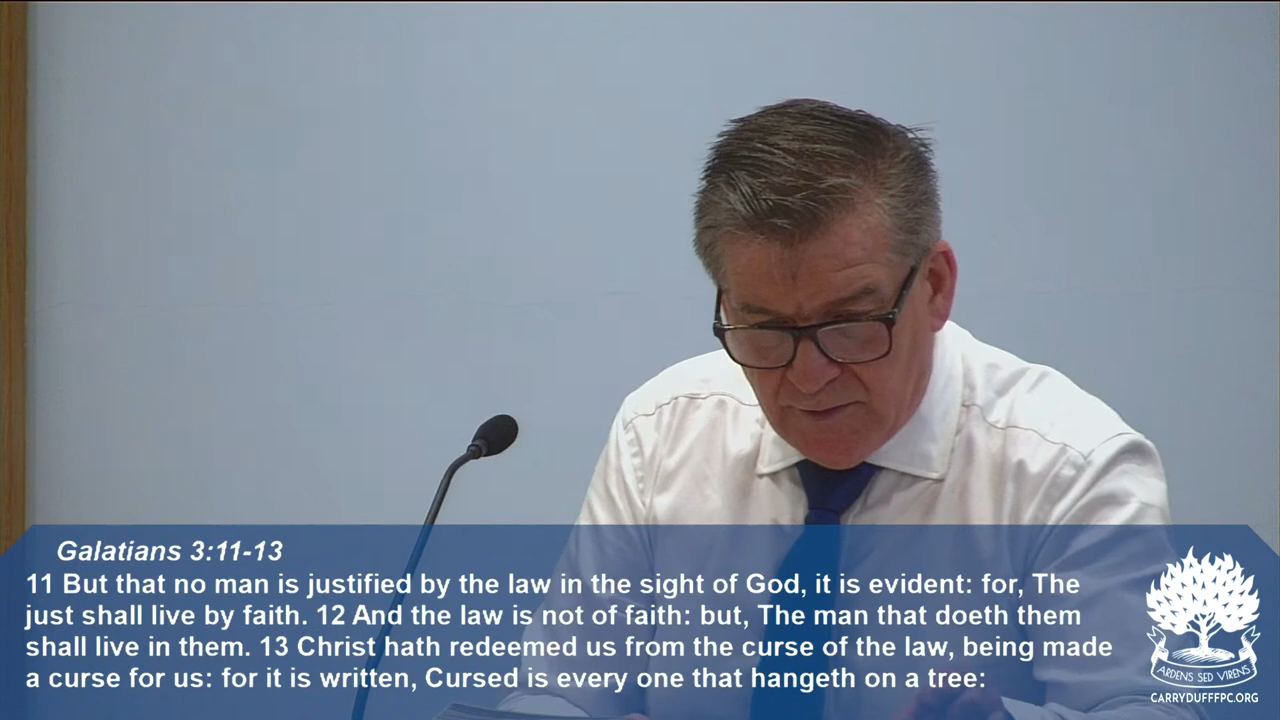 Galatians 3:11-13
11 But that no man is justified by the law in the sight of God, it is evident: for, The
just shall live by faith. 12 And the law is not of faith: but, The man that doeth them
shall live in them. 13 Christ hath redeemed us from the curse of the law, being made
a curse for us: for it is written, Cursed is every one that hangeth on a tree:
ARDENS SED VIRENS
CARRYDUFFFPC.ORG